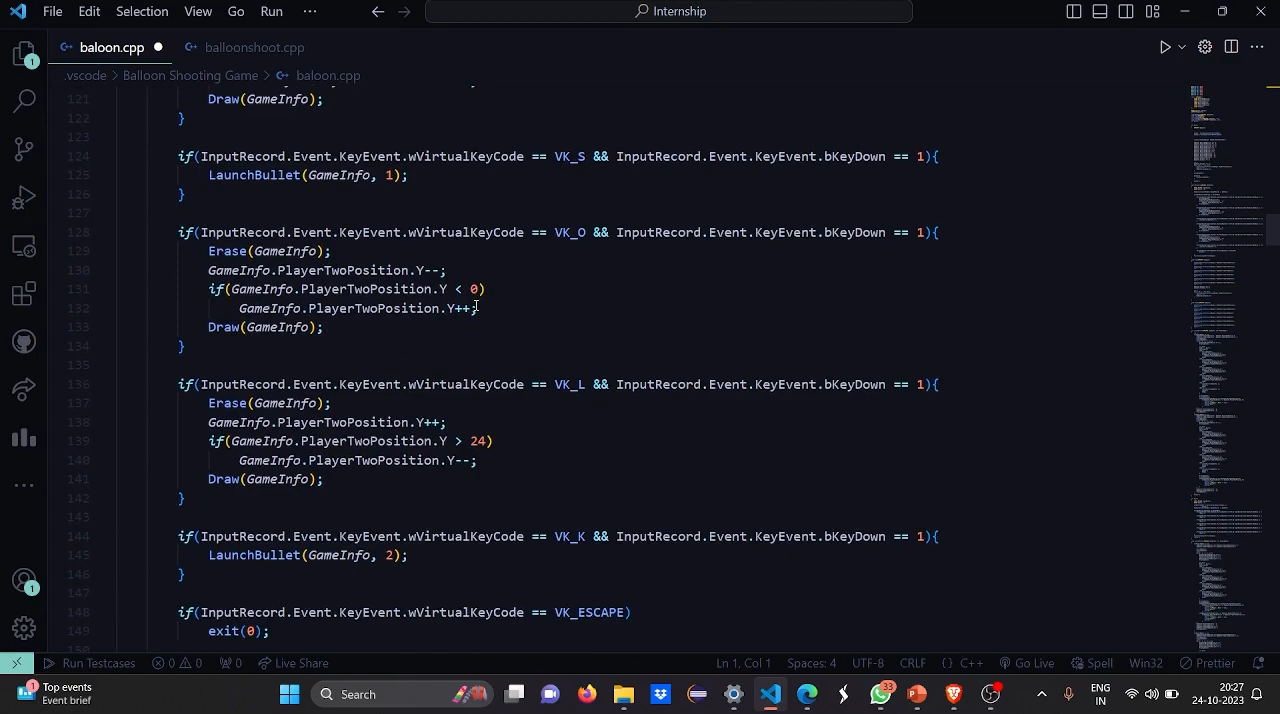 File Edit Selection View Go Run ··· Internship
baloon.cpp balloonshoot.cpp
.vscode > Balloon Shooting Game > baloon.cpp
121 Draw(GameInfo);
122 }
123
124 if(InputRecord.Event.KeyEvent.wVirtualKeyCode == VK_S && InputRecord.Event.KeyEvent.bKeyDown == 1){
125 LaunchBullet(GameInfo, 1);
126 }
127
128 if(InputRecord.Event.KeyEvent.wVirtualKeyCode == VK_O && InputRecord.Event.KeyEvent.bKeyDown == 1){
129 Erase(GameInfo);
130 GameInfo.PlayerTwoPosition.Y--;
131 if(GameInfo.PlayerTwoPosition.Y < 0)
132 GameInfo.PlayerTwoPosition.Y++;
133 Draw(GameInfo);
134 }
135
136 if(InputRecord.Event.KeyEvent.wVirtualKeyCode == VK_L && InputRecord.Event.KeyEvent.bKeyDown == 1){
137 Erase(GameInfo);
138 GameInfo.PlayerTwoPosition.Y++;
139 if(GameInfo.PlayerTwoPosition.Y > 24)
140 GameInfo.PlayerTwoPosition.Y--;
141 Draw(GameInfo);
142 }
143
144 if(InputRecord.Event.KeyEvent.wVirtualKeyCode == VK_K && InputRecord.Event.KeyEvent.bKeyDown == 1){
145 LaunchBullet(GameInfo, 2);
146 }
147
148 if(InputRecord.Event.KeyEvent.wVirtualKeyCode == VK_ESCAPE)
149 exit(0);
150
1
1
Run Testcases 0 0 0 Live Share Ln 1, Col 1 Spaces: 4 UTF-8 CRLF {} C++ Go Live Spell Win32 Prettier
1 Top events
Event brief
Search
33
ENG
IN
20:27
24-10-2023